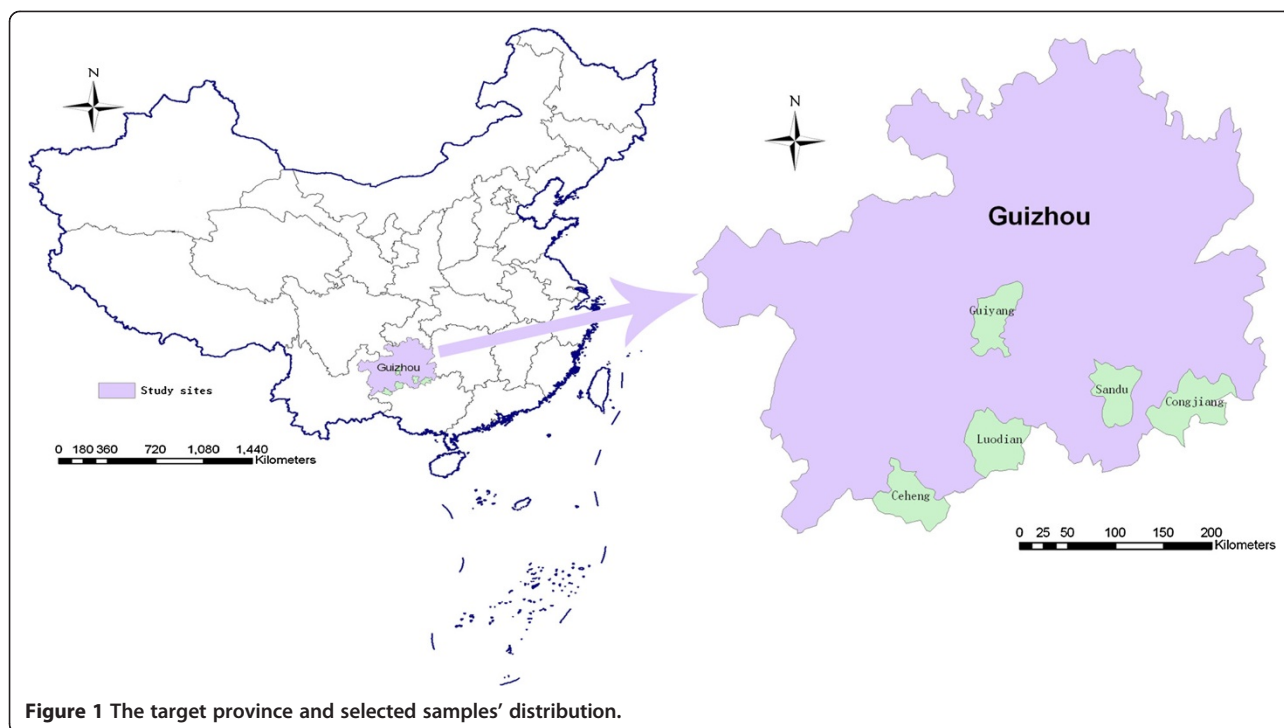 N
Guizhou
Study sites
0 180 360 720 1,080 1,440
Kilometers
N
Guizhou
Guiyang
Sandu
Congjiang
Luodian
Ceheng
0 25 50 100 150 200
Kilometers
Figure 1 The target province and selected samples’ distribution.